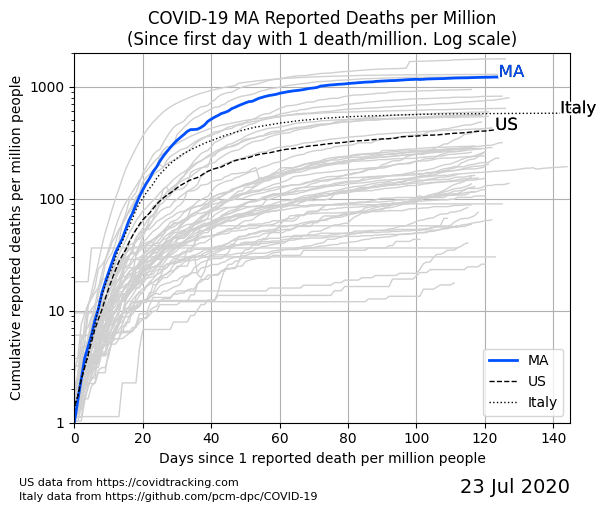 COVID-19 MA Reported Deaths per Million
(Since first day with 1 death/million. Log scale)
Cumulative reported deaths per million people
1000
100
10
1
MA
Italy
US
MA
US
Italy
0 20 40 60 80 100 120 140
Days since 1 reported death per million people
US data from https://covidtracking.com
Italy data from https://github.com/pcm-dpc/COVID-19
23 Jul 2020